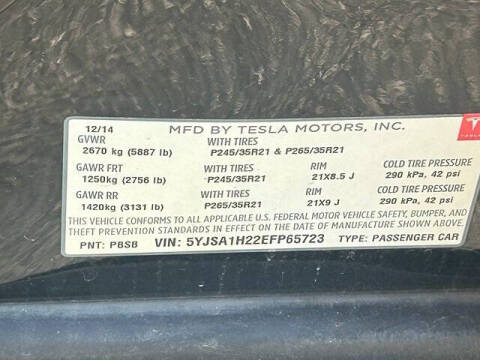 12/14 MFD BY TESLA MOTORS, INC.
GVWR WITH TIRES
2670 kg (5887 lb) P245/35R21 & P265/35R21
GAWR FRT WITH TIRES RIM COLD TIRE PRESSURE
1250kg (2756 lb) P245/35R21 21X8.5 J 290 kPa, 42 psi
GAWR RR WITH TIRES RIM COLD TIRE PRESSURE
1420kg (3131 lb) P265/35R21 21X9 J 290 kPa, 42 psi
THIS VEHICLE CONFORMS TO ALL APPLICABLE U.S. FEDERAL MOTOR VEHICLE SAFETY, BUMPER, AND
THEFT PREVENTION STANDARDS IN EFFECT ON THE DATE OF MANUFACTURE SHOWN ABOVE.
PNT: PBSB VIN: 5YJSA1H22EFP65723 TYPE: PASSENGER CAR
TESLA